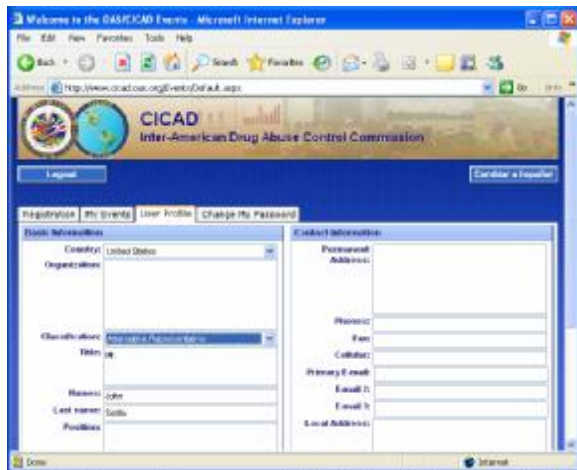 Welcome to the OAS/CICAD Events - Microsoft Internet Explorer
File Edit View Favorites Tools Help
Back Search Favorites
Address http://www.cicad.oas.org/Events/Default.aspx Go
CICAD
Inter-American Drug Abuse Control Commission
Logout Cambiar a Español
Registration My Events User Profile Change My Password
Basic Information
Country: United States
Organization:
Classification: Alternative Representative
Title:
Names: John
Last name: Smith
Position:
Contact Information
Permanent
Address:
Phones:
Fax:
Cellular:
Primary E-mail:
E-mail 2:
E-mail 3:
Local Address:
Done Internet